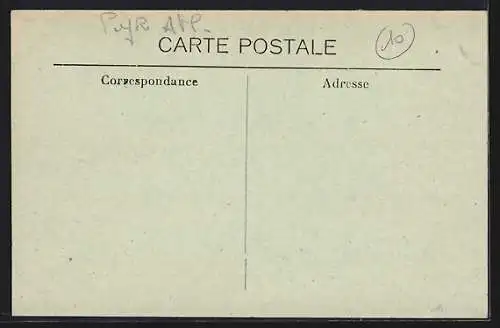 Pyr Atl.
10
CARTE POSTALE
Correspondance
Adresse